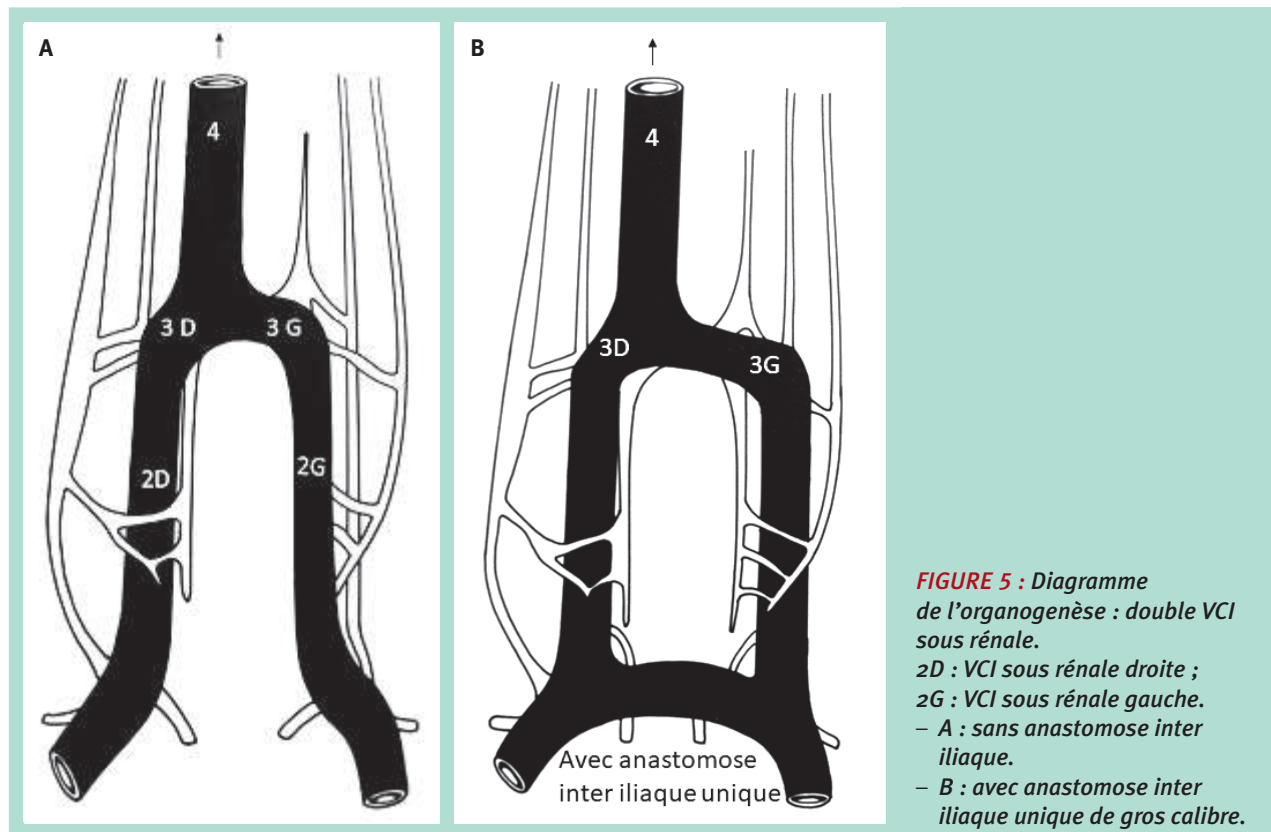 A
4
3 D
3 G
2D
2G
B
4
3D
3G
Avec anastomose
inter iliaque unique
FIGURE 5 : Diagramme
de l’organogenèse : double VCI
sous rénale.
2D : VCI sous rénale droite ;
2G : VCI sous rénale gauche.
– A : sans anastomose inter
iliaque.
– B : avec anastomose inter
iliaque unique de gros calibre.